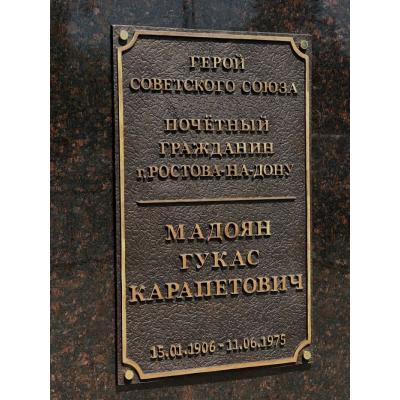 ГЕРОЙ
СОВЕТСКОГО СОЮЗА
ПОЧЁТНЫЙ
ГРАЖДАНИН
г.РОСТОВА-НА-ДОНУ
МАДОЯН
ГУКАС
КАРАПЕТОВИЧ
15.01.1906 - 11.06.1975